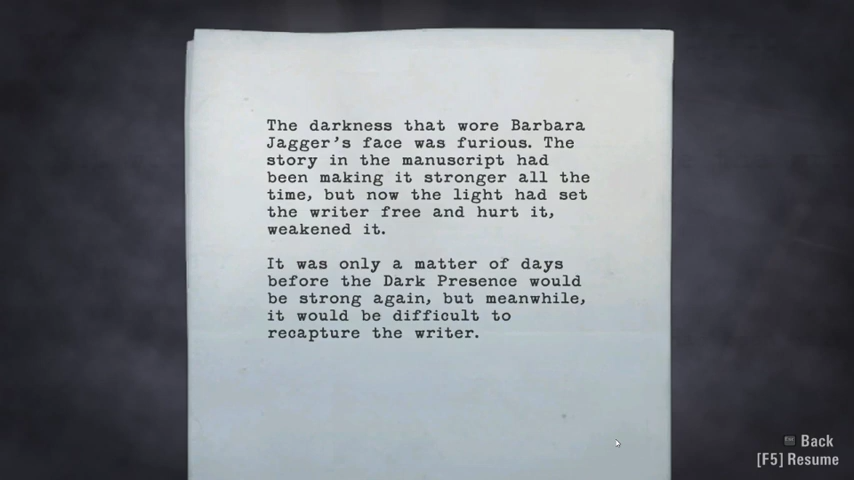 The darkness that wore Barbara
Jagger's face was furious. The
story in the manuscript had
been making it stronger all the
time, but now the light had set
the writer free and hurt it,
weakened it.
It was only a matter of days
before the Dark Presence would
be strong again, but meanwhile,
it would be difficult to
recapture the writer.
Back
[F5] Resume